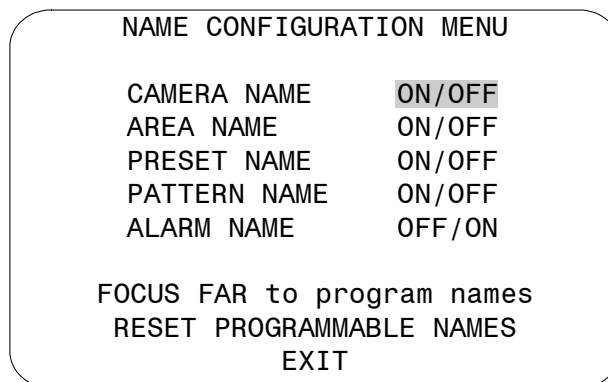 NAME CONFIGURATION MENU
CAMERA NAME ON/OFF
AREA NAME ON/OFF
PRESET NAME ON/OFF
PATTERN NAME ON/OFF
ALARM NAME OFF/ON
FOCUS FAR to program names
RESET PROGRAMMABLE NAMES
EXIT